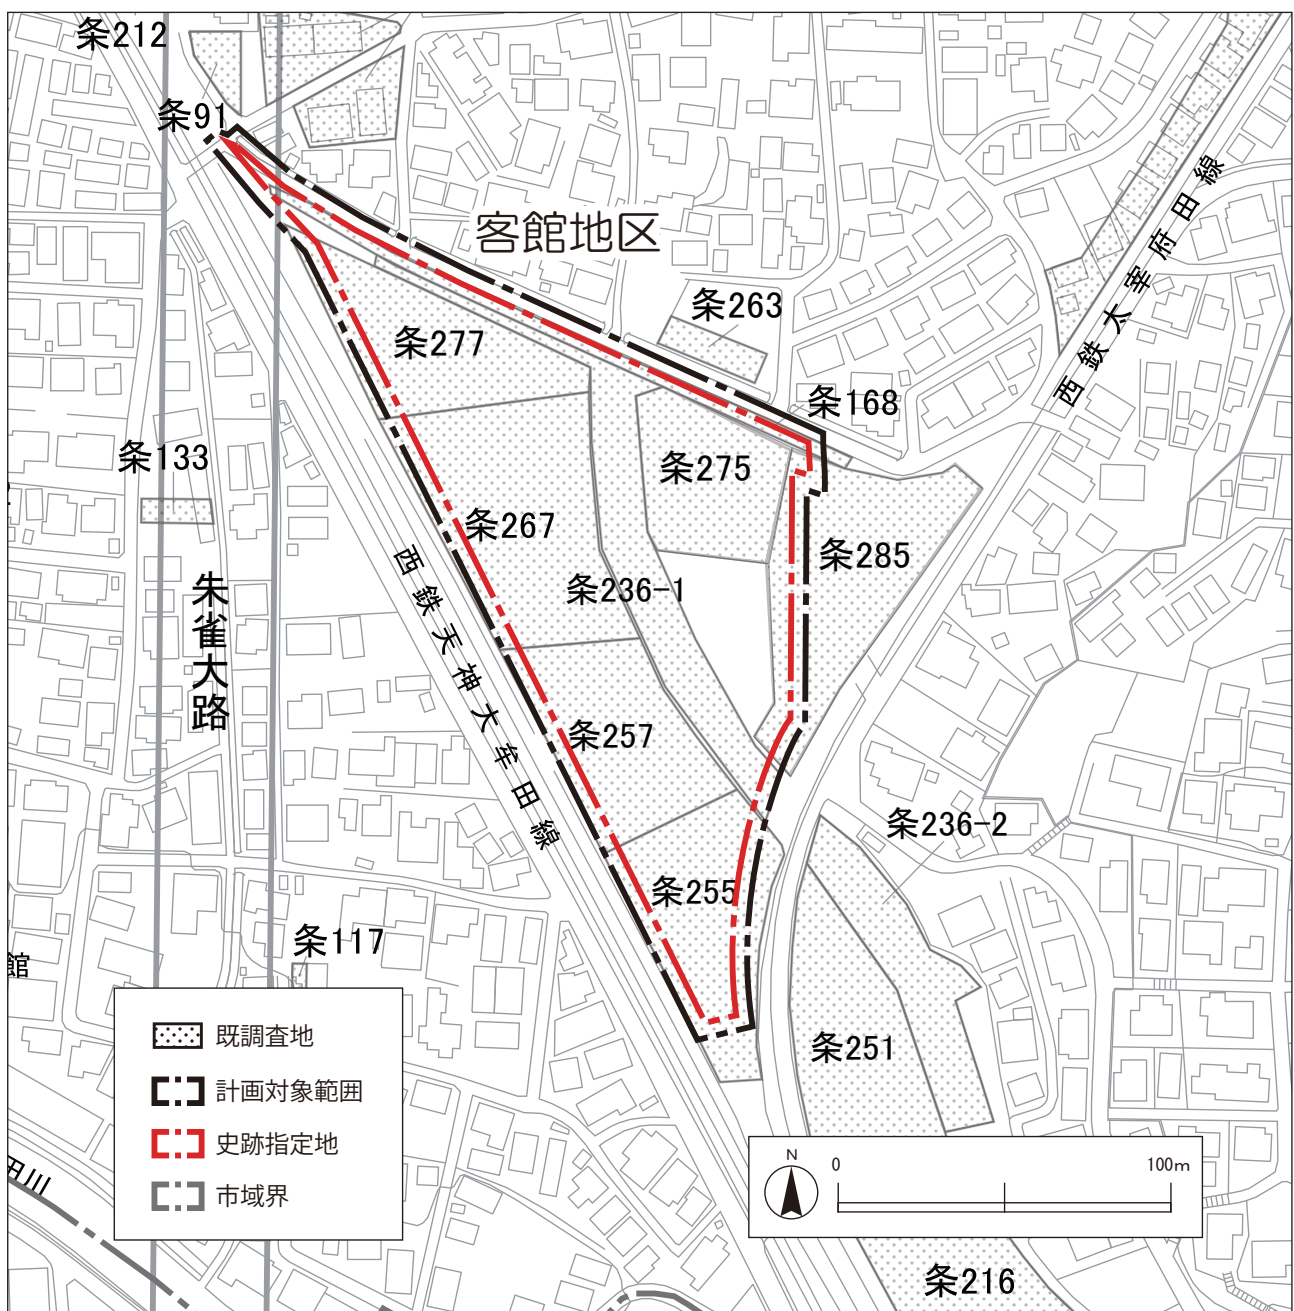 条212
条91
客館地区
西鉄太宰府田線
条263
条277
条168
条133
条275
条267
条285
条236-1
西鉄天神大牟田線
朱雀大路
条257
条236-2
条255
条117
館
条251
既調査地
計画対象範囲
史跡指定地
市域界
田川
N
0
100m
条216